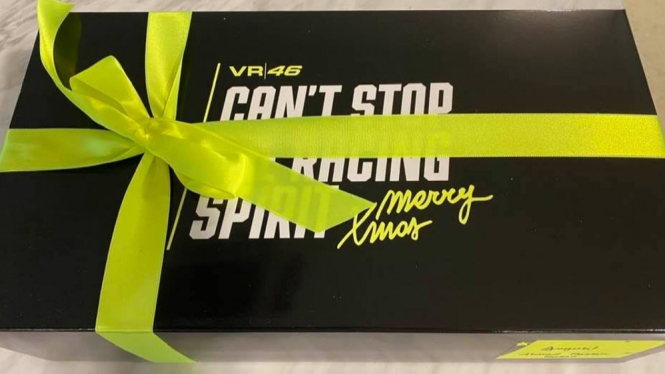 VR|46
CAN'T STOP
RACING
SPIRIT
merry
xmas